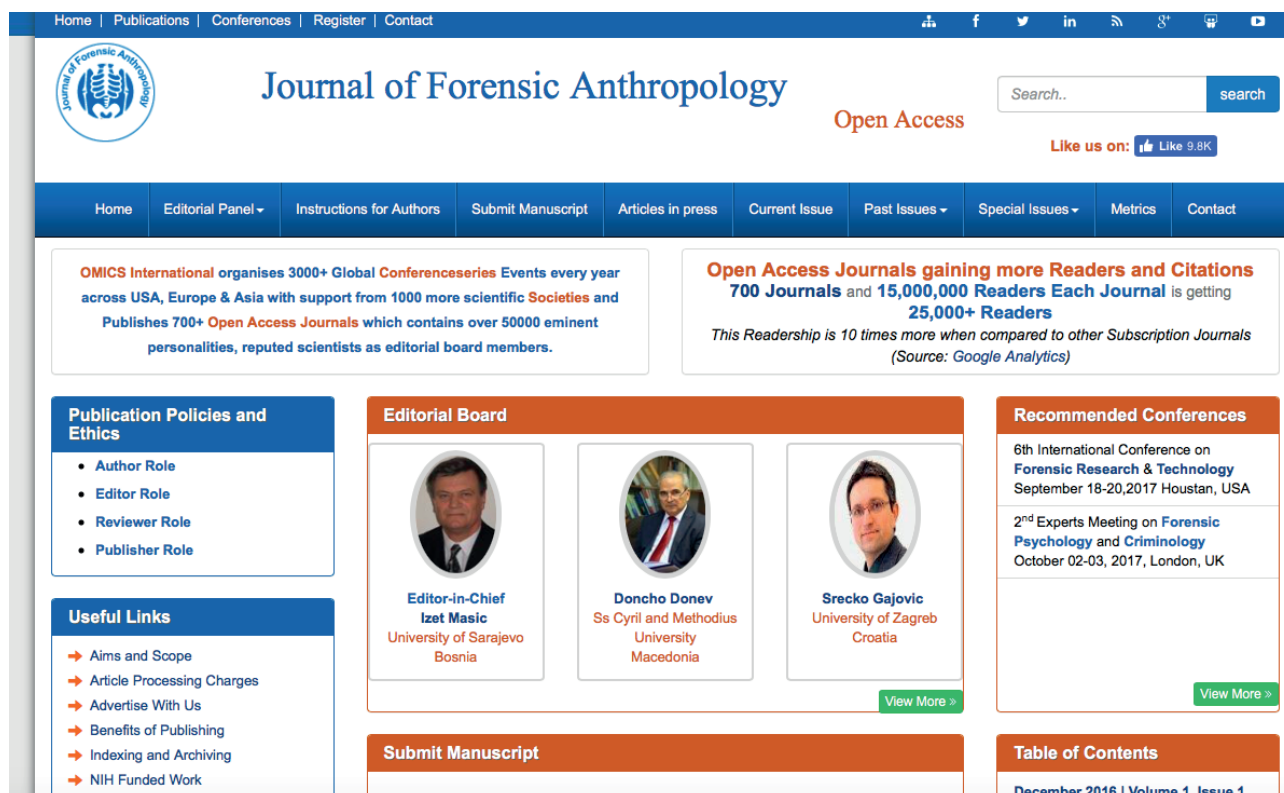 Home | Publications | Conferences | Register | Contact
Journal of Forensic Anthropology
Journal of Forensic Anthropology
Open Access
Search..
search
Like us on: Like 9.8K
Home
Editorial Panel
Instructions for Authors
Submit Manuscript
Articles in press
Current Issue
Past Issues
Special Issues
Metrics
Contact
OMICS International organises 3000+ Global Conferenceseries Events every year
across USA, Europe & Asia with support from 1000 more scientific Societies and
Publishes 700+ Open Access Journals which contains over 50000 eminent
personalities, reputed scientists as editorial board members.
Open Access Journals gaining more Readers and Citations
700 Journals and 15,000,000 Readers Each Journal is getting
25,000+ Readers
This Readership is 10 times more when compared to other Subscription Journals
(Source: Google Analytics)
Publication Policies and
Ethics
• Author Role
• Editor Role
• Reviewer Role
• Publisher Role
Useful Links
Aims and Scope
Article Processing Charges
Advertise With Us
Benefits of Publishing
Indexing and Archiving
NIH Funded Work
Editorial Board
Editor-in-Chief
Izet Masic
University of Sarajevo
Bosnia
Doncho Donev
Ss Cyril and Methodius
University
Macedonia
Srecko Gajovic
University of Zagreb
Croatia
View More »
Submit Manuscript
Recommended Conferences
6th International Conference on
Forensic Research & Technology
September 18-20,2017 Houstan, USA
2nd Experts Meeting on Forensic
Psychology and Criminology
October 02-03, 2017, London, UK
View More »
Table of Contents
December 2016 | Volume 1, Issue 1